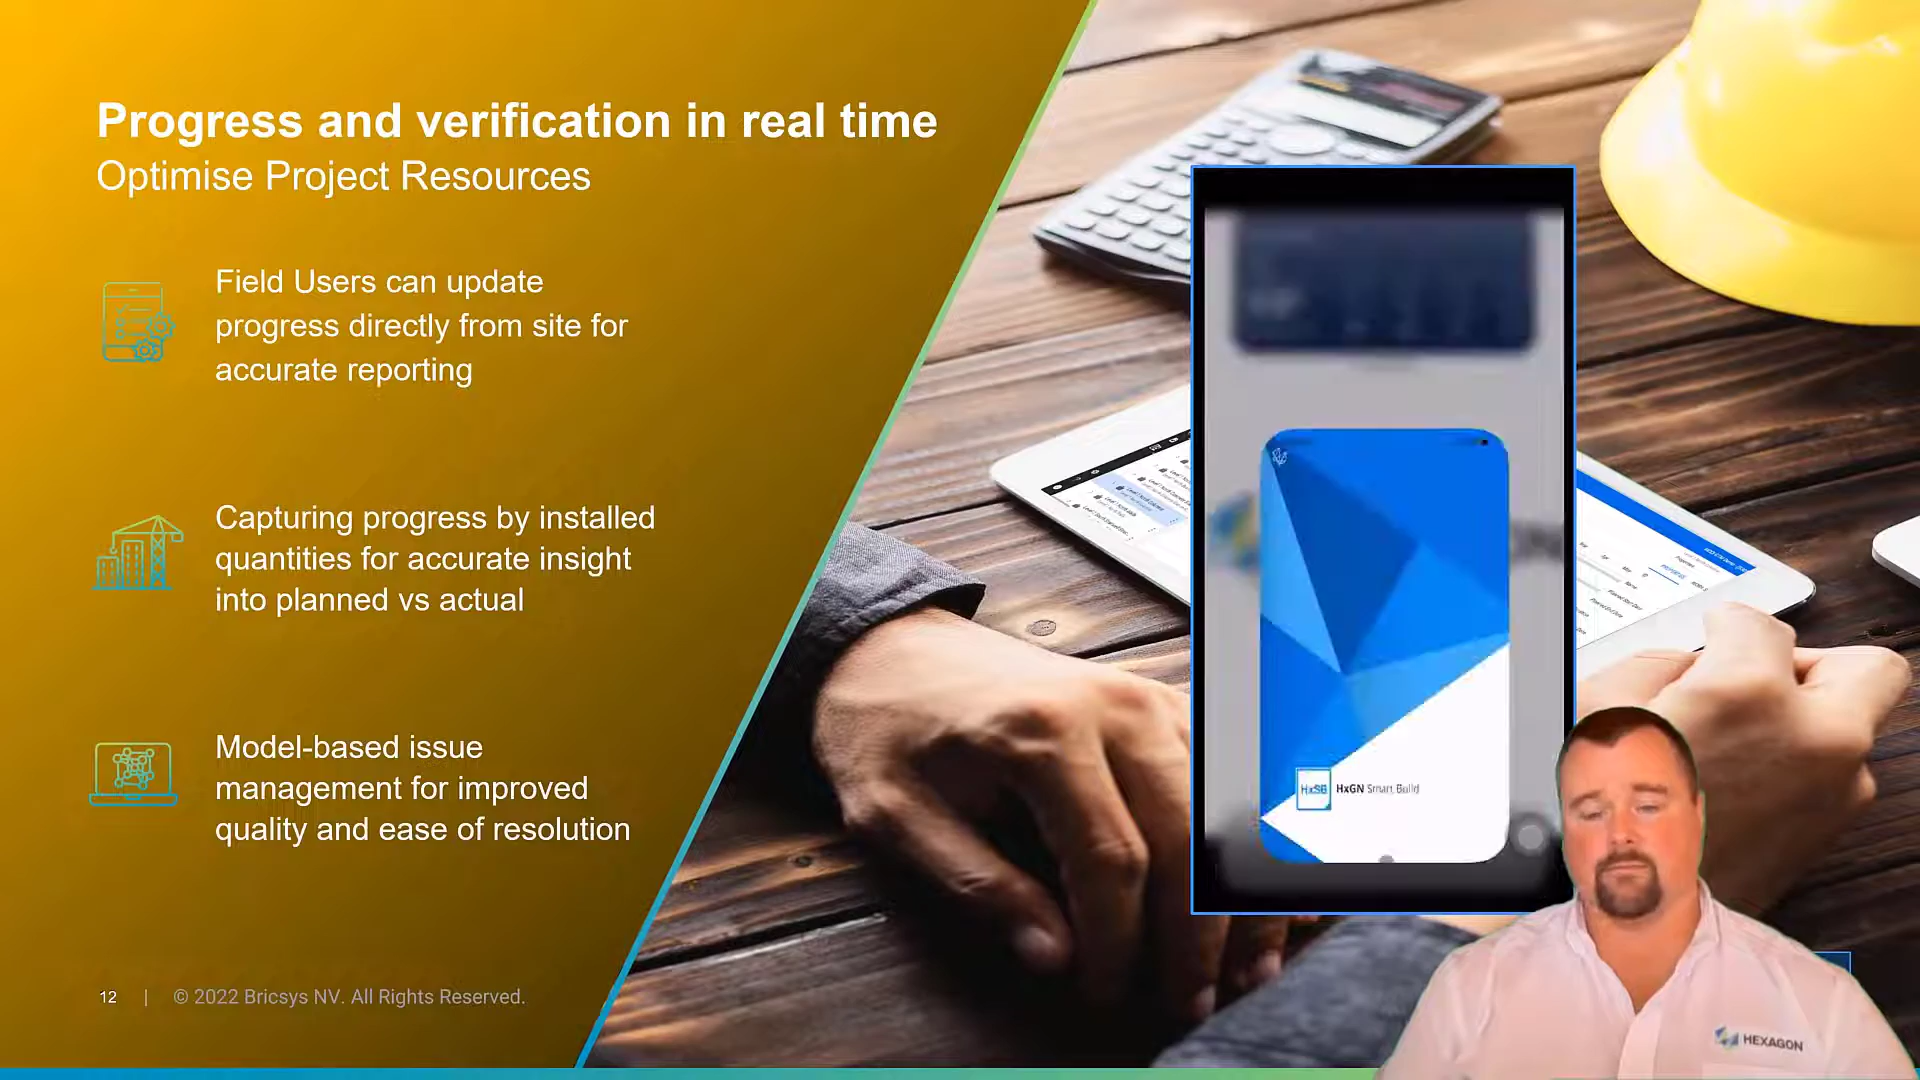 Progress and verification in real time
Optimise Project Resources
Field Users can update
progress directly from site for
accurate reporting
Capturing progress by installed
quantities for accurate insight
into planned vs actual
Model-based issue
management for improved
quality and ease of resolution
HxSB HxGN Smart Build
HEXAGON
12 | © 2022 Bricsys NV. All Rights Reserved.